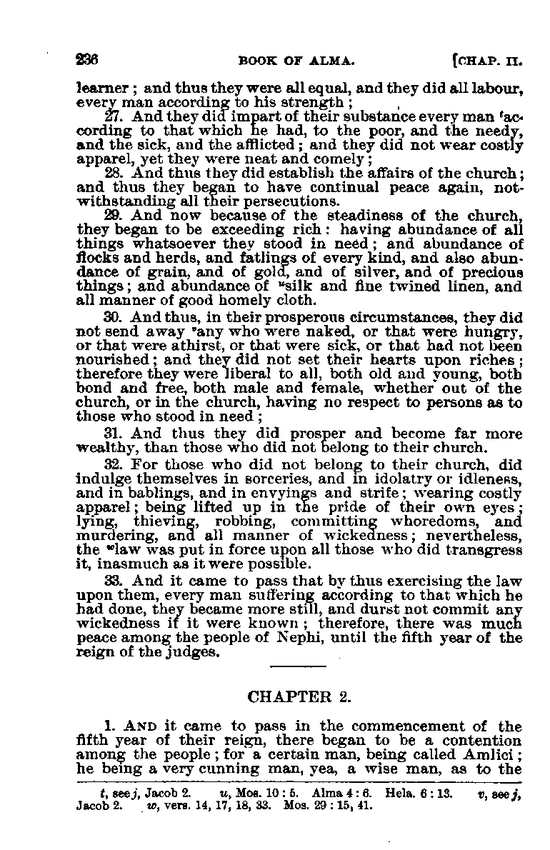 236 BOOK OF ALMA. [CHAP. II.
learner ; and thus they were all equal, and they did all labour,
every man according to his strength ;
27. And they did impart of their substance every man ᵗac-
cording to that which he had, to the poor, and the needy,
and the sick, and the afflicted ; and they did not wear costly
apparel, yet they were neat and comely ;
28. And thus they did establish the affairs of the church ;
and thus they began to have continual peace again, not-
withstanding all their persecutions.
29. And now because of the steadiness of the church,
they began to be exceeding rich : having abundance of all
things whatsoever they stood in need ; and abundance of
flocks and herds, and fatlings of every kind, and also abun-
dance of grain, and of gold, and of silver, and of precious
things ; and abundance of ᵘsilk and fine twined linen, and
all manner of good homely cloth.
30. And thus, in their prosperous circumstances, they did
not send away ᵛany who were naked, or that were hungry,
or that were athirst, or that were sick, or that had not been
nourished ; and they did not set their hearts upon riches ;
therefore they were liberal to all, both old and young, both
bond and free, both male and female, whether out of the
church, or in the church, having no respect to persons as to
those who stood in need ;
31. And thus they did prosper and become far more
wealthy, than those who did not belong to their church.
32. For those who did not belong to their church, did
indulge themselves in sorceries, and in idolatry or idleness,
and in bablings, and in envyings and strife ; wearing costly
apparel ; being lifted up in the pride of their own eyes ;
lying, thieving, robbing, committing whoredoms, and
murdering, and all manner of wickedness ; nevertheless,
the ʷlaw was put in force upon all those who did transgress
it, inasmuch as it were possible.
33. And it came to pass that by thus exercising the law
upon them, every man suffering according to that which he
had done, they became more still, and durst not commit any
wickedness if it were known ; therefore, there was much
peace among the people of Nephi, until the fifth year of the
reign of the judges.
CHAPTER 2.
1. AND it came to pass in the commencement of the
fifth year of their reign, there began to be a contention
among the people ; for a certain man, being called Amlici ;
he being a very cunning man, yea, a wise man, as to the
t, see j, Jacob 2. u, Mos. 10 : 5. Alma 4 : 6. Hela. 6 : 13. v, see j,
Jacob 2. w, vers. 14, 17, 18, 33. Mos. 29 : 15, 41.